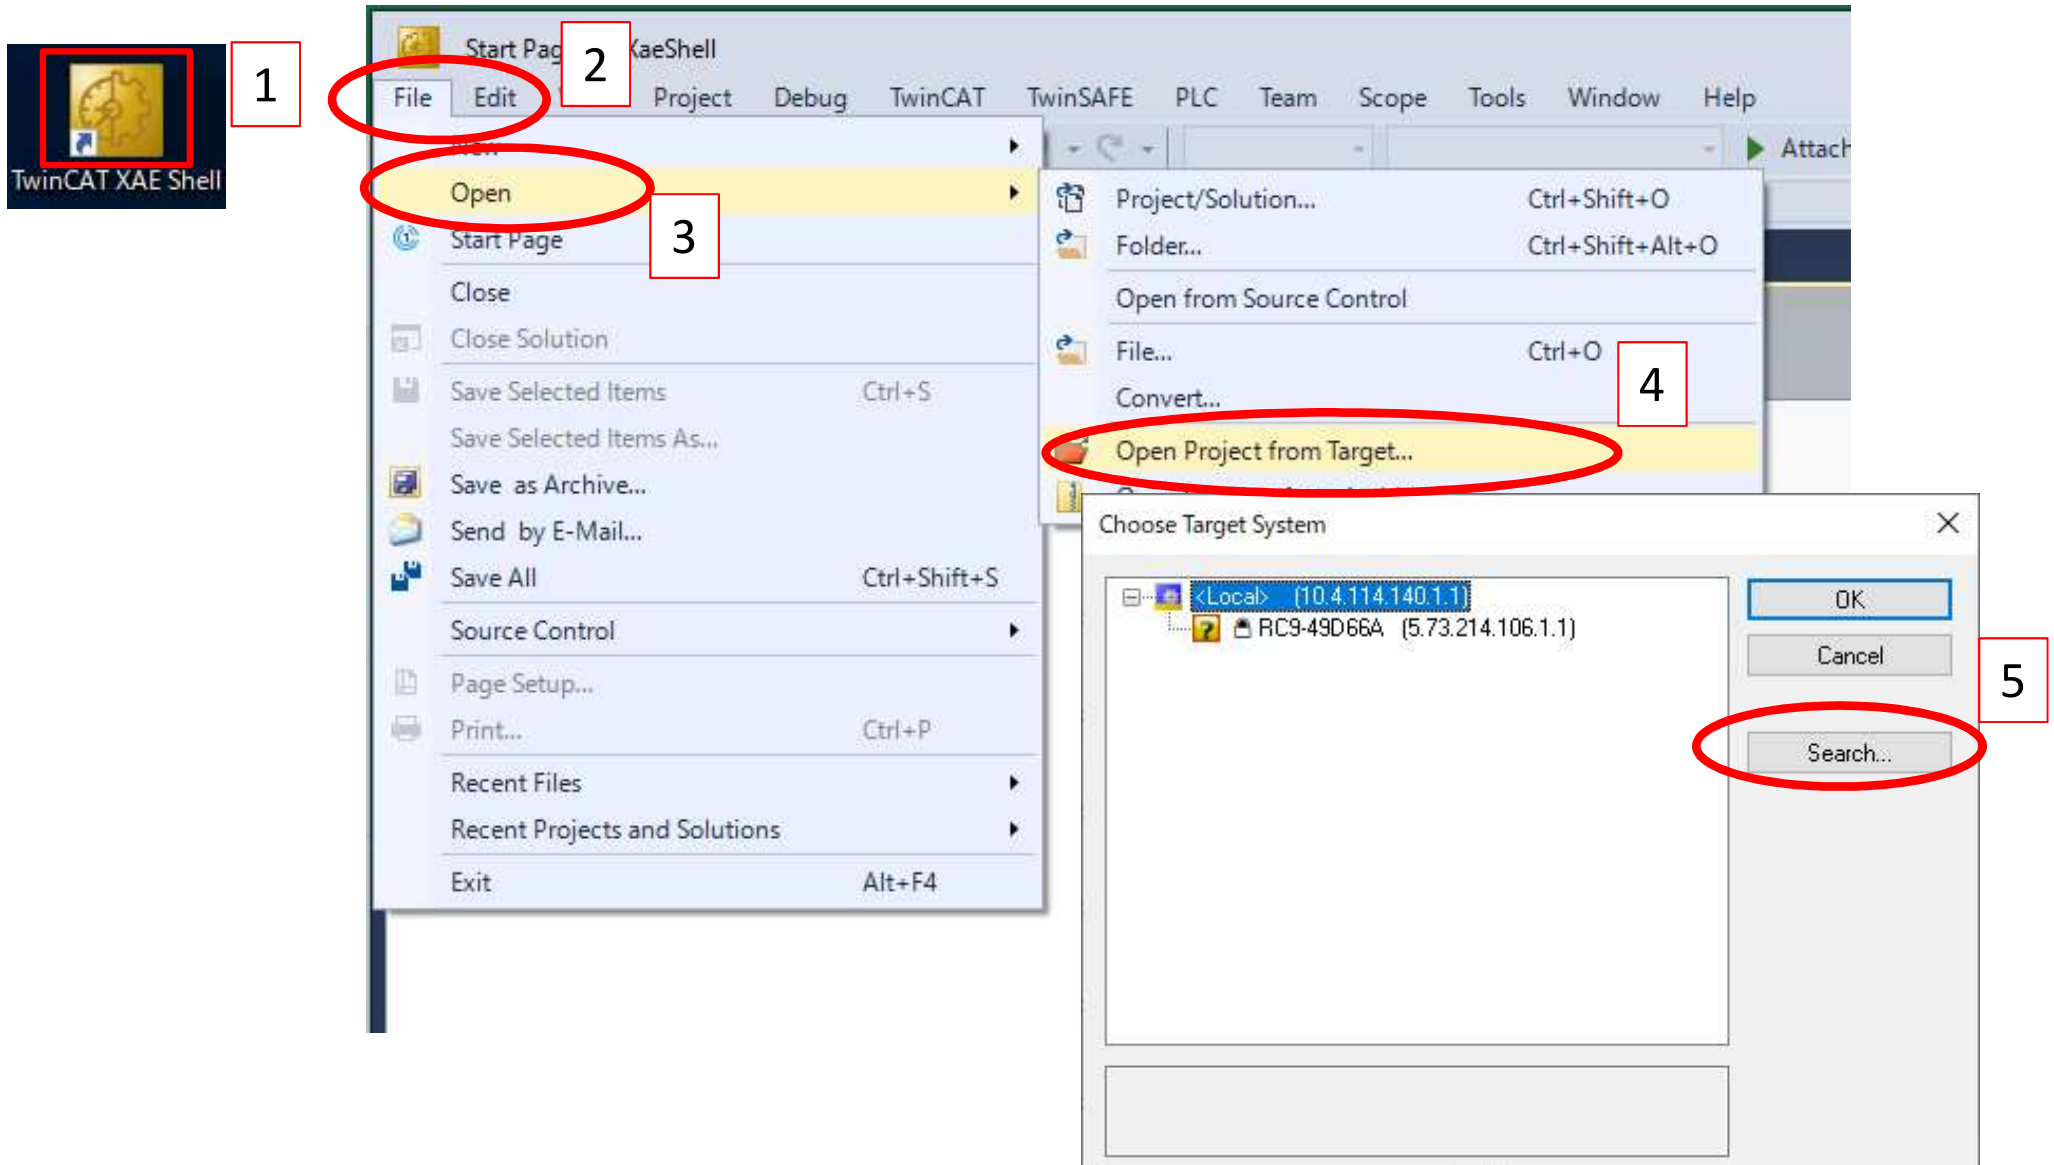 TwinCAT XAE Shell
1
Start Pag
XaeShell
2
File Edit Project Debug TwinCAT TwinSAFE PLC Team Scope Tools Window Help
Attach
Open
3
Start Page
Close
Close Solution
Save Selected Items Ctrl+S
Save Selected Items As...
Save as Archive...
Send by E-Mail...
Save All Ctrl+Shift+S
Source Control
Page Setup...
Print... Ctrl+P
Recent Files
Recent Projects and Solutions
Exit Alt+F4
Project/Solution... Ctrl+Shift+O
Folder... Ctrl+Shift+Alt+O
Open from Source Control
File... Ctrl+O
Convert...
4
Open Project from Target...
Choose Target System
<Local> (10.4.114.140.1.1)
RC9-49D66A (5.73.214.106.1.1)
OK
Cancel
5
Search...